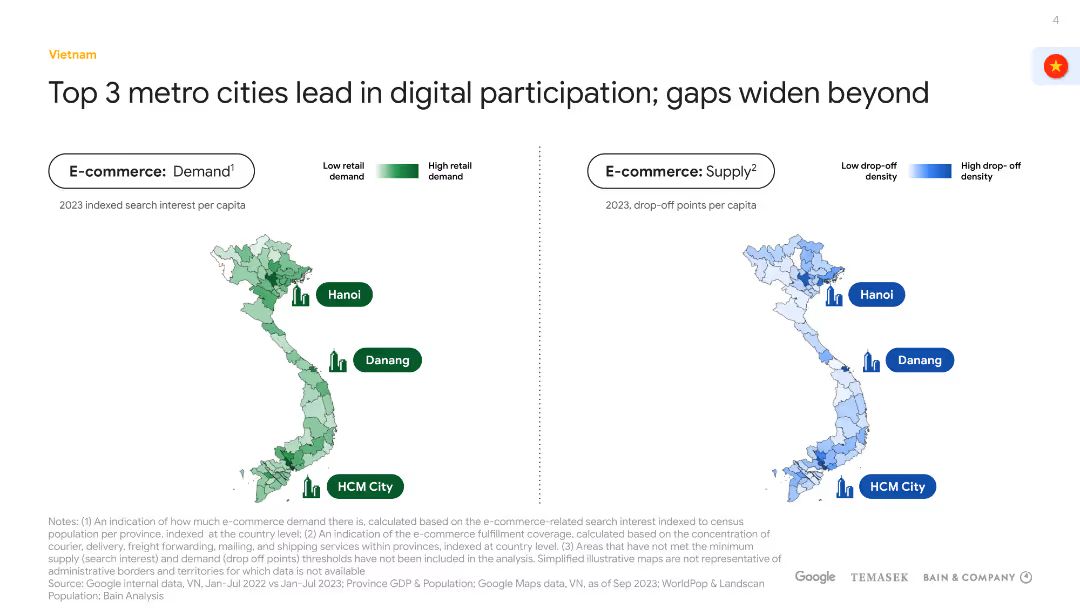 4
Vietnam
Top 3 metro cities lead in digital participation; gaps widen beyond
E-commerce: Demand1
Low retail
demand
High retail
demand
2023 indexed search interest per capita
Hanoi
Danang
HCM City
E-commerce: Supply2
Low drop-off
density
High drop- off
density
2023, drop-off points per capita
Hanoi
Danang
HCM City
Notes: (1) An indication of how much e-commerce demand there is, calculated based on the e-commerce-related search interest indexed to census
population per province, indexed at the country level; (2) An indication of the e-commerce fulfillment coverage, calculated based on the concentration of
courier, delivery, freight forwarding, mailing, and shipping services within provinces, indexed at country level. (3) Areas that have not met the minimum
supply (search interest) and demand (drop off points) thresholds have not been included in the analysis. Simplified illustrative maps are not representative of
administrative borders and territories for which data is not available
Source: Google internal data, VN, Jan-Jul 2022 vs Jan-Jul 2023; Province GDP & Population; Google Maps data, VN, as of Sep 2023; WorldPop & Landscan
Population; Bain Analysis
Google
TEMASEK
BAIN & COMPANY